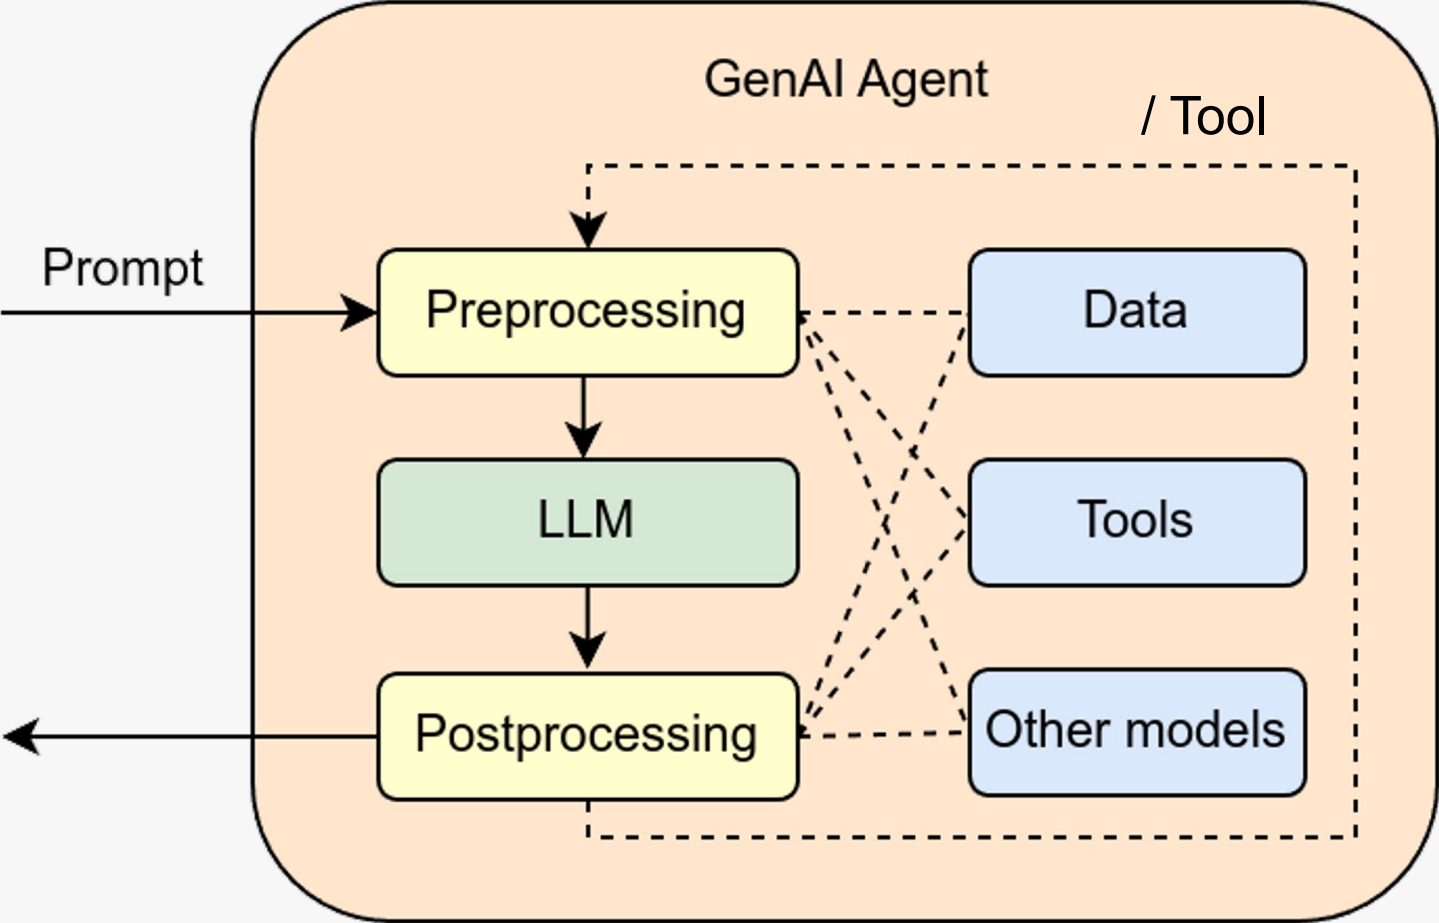 GenAI Agent
/ Tool
Prompt
Preprocessing
Data
LLM
Tools
Postprocessing
Other models